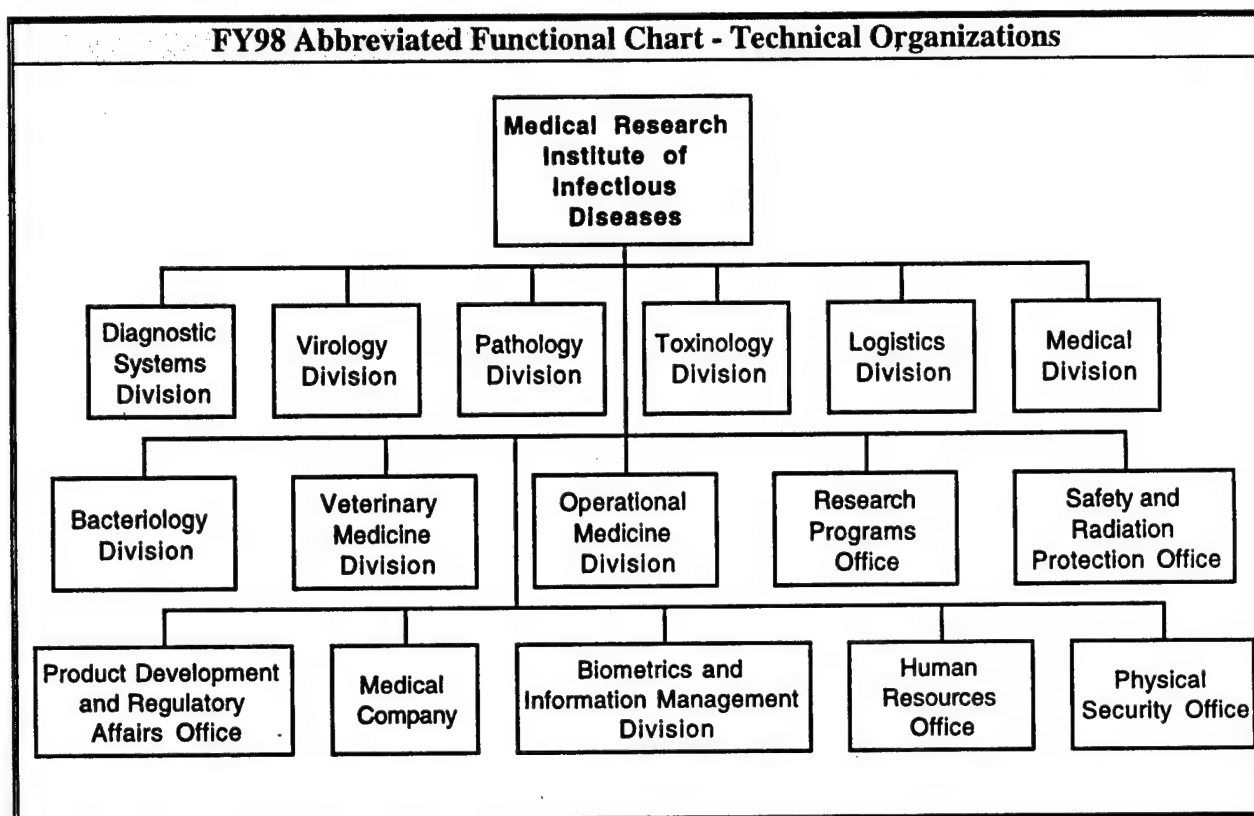 FY98 Abbreviated Functional Chart - Technical Organizations
Medical Research
Institute of
Infectious
Diseases
Diagnostic
Systems
Division
Virology
Division
Pathology
Division
Toxinology
Division
Logistics
Division
Medical
Division
Bacteriology
Division
Veterinary
Medicine
Division
Operational
Medicine
Division
Research
Programs
Office
Safety and
Radiation
Protection Office
Product Development
and Regulatory
Affairs Office
Medical
Company
Biometrics and
Information Management
Division
Human
Resources
Office
Physical
Security Office